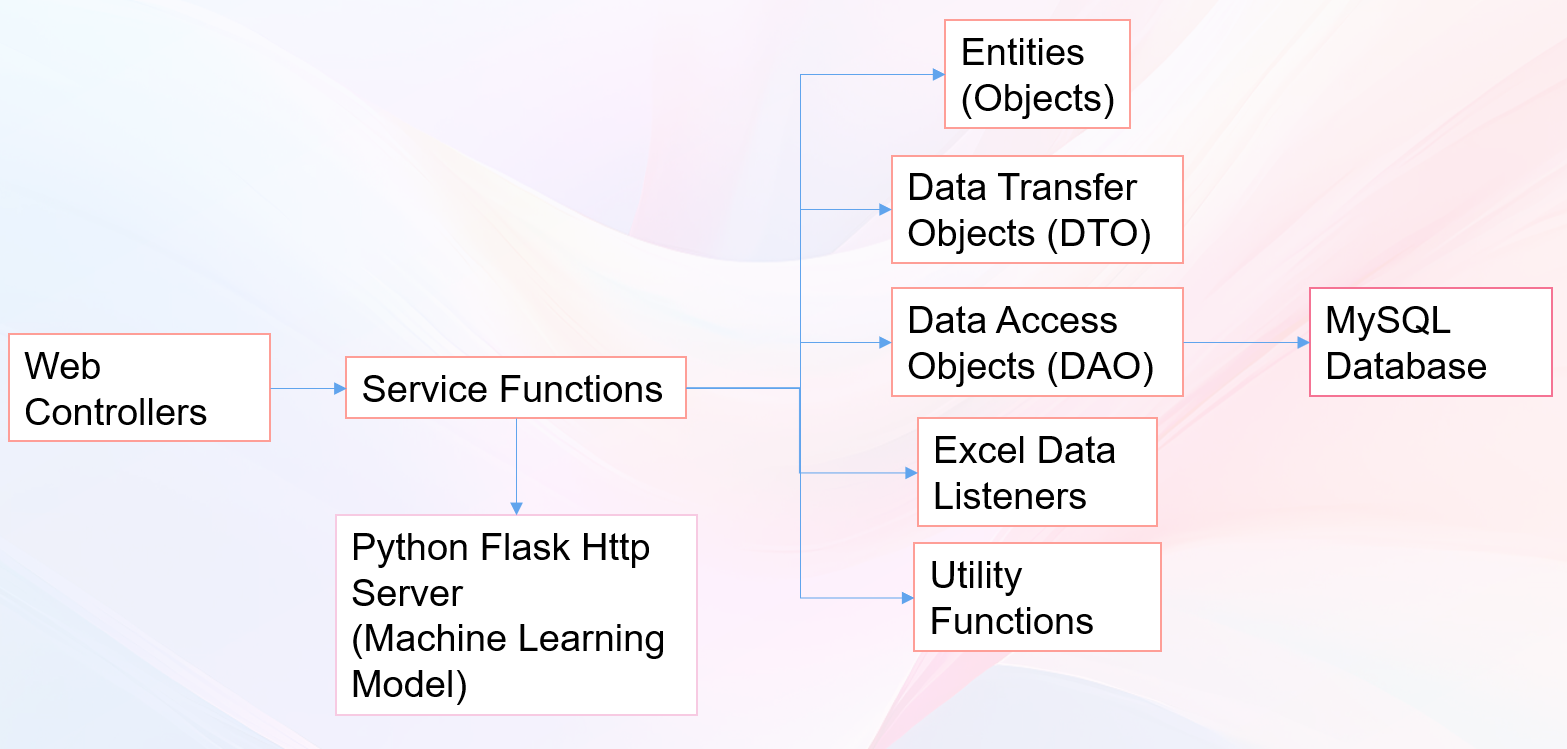 Web
Controllers
Service Functions
Python Flask Http
Server
(Machine Learning
Model)
Entities
(Objects)
Data Transfer
Objects (DTO)
Data Access
Objects (DAO)
Excel Data
Listeners
Utility
Functions
MySQL
Database